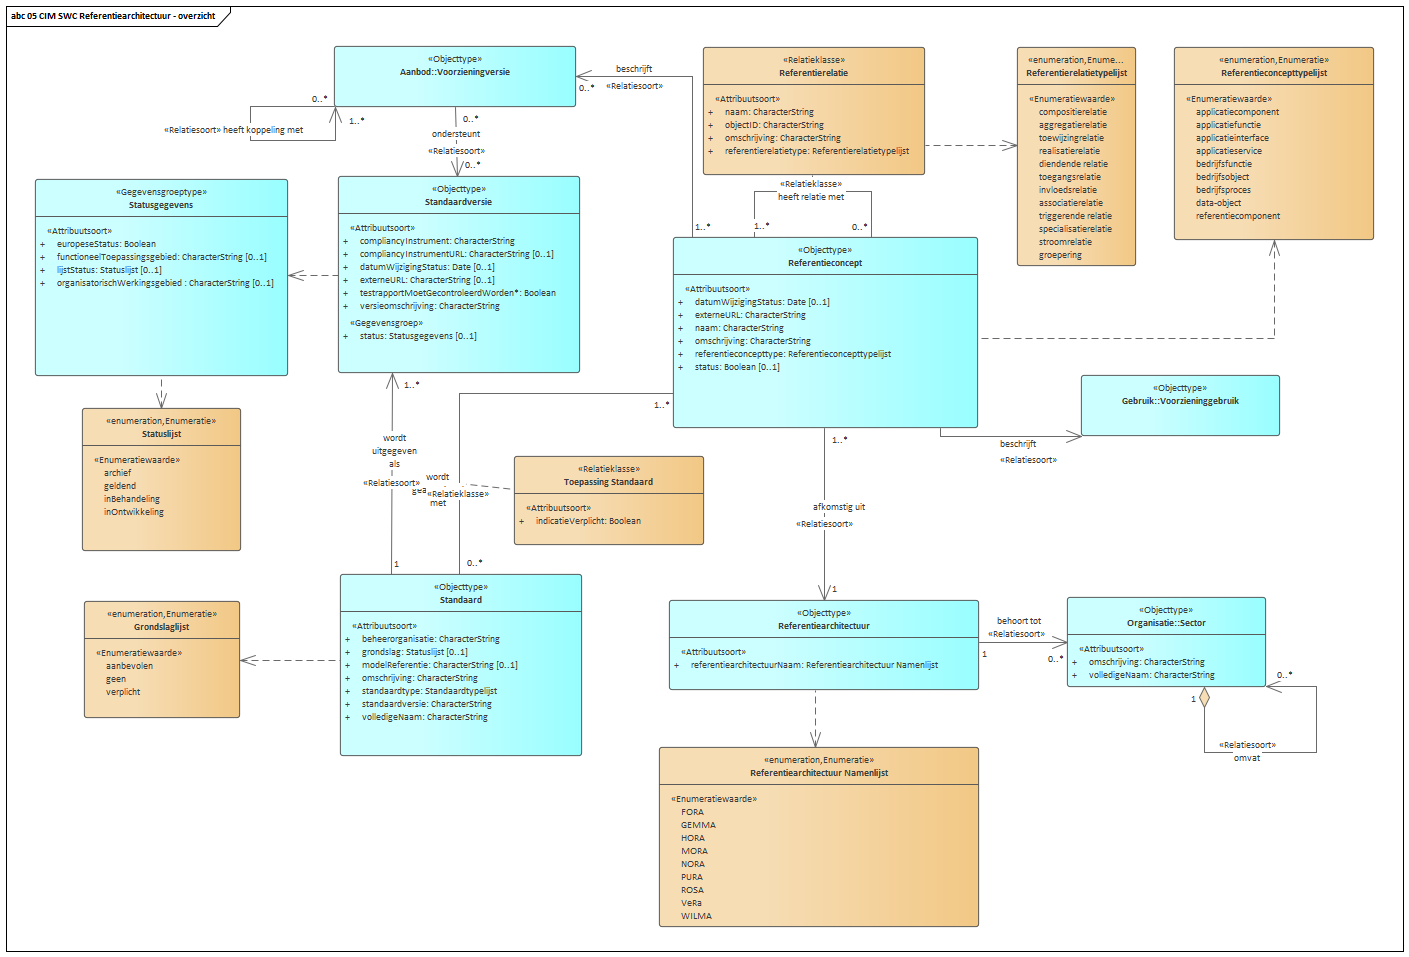 abc 05 CIM SWC Referentiearchitectuur - overzicht
«Objecttype»
Aanbod::Voorzieningversie
0..*
«Relatiesoort» heeft koppeling met
1..*
0..*
ondersteunt
«Relatiesoort»
0..*
beschrijft
0..*
«Relatiesoort»
1..*
«Relatieklasse»
Referentierelatie
«Attribuutsoort»
+ naam: CharacterString
+ objectID: CharacterString
+ omschrijving: CharacterString
+ referentierelatietype: Referentierelatietypelijst
«Relatieklasse»
heeft relatie met
1..*
0..*
«enumeration,Enume...
Referentierelatietypelijst
«Enumeratiewaarde»
compositierelatie
aggregatierelatie
toewijzingrelatie
realisatierelatie
diendende relatie
toegangsrelatie
invloedsrelatie
associatierelatie
triggerende relatie
specialisatierelatie
stroomrelatie
groepering
«enumeration,Enumeratie»
Referentieconcepttypelijst
«Enumeratiewaarde»
applicatiecomponent
applicatiefunctie
applicatieinterface
applicatieservice
bedrijfsfunctie
bedrijfsobject
bedrijfsproces
data-object
referentiecomponent
«Gegevensgroeptype»
Statusgegevens
«Attribuutsoort»
+ europeseStatus: Boolean
+ functioneelToepassingsgebied: CharacterString [0..1]
+ lijstStatus: Statuslijst [0..1]
+ organisatorischWerkingsgebied : CharacterString [0..1]
«Objecttype»
Standaardversie
«Attribuutsoort»
+ compliancyInstrument: CharacterString
+ compliancyInstrumentURL: CharacterString [0..1]
+ datumWijzigingStatus: Date [0..1]
+ externeURL: CharacterString [0..1]
+ testrapportMoetGecontroleerdWorden*: Boolean
+ versieomschrijving: CharacterString
«Gegevensgroep»
+ status: Statusgegevens [0..1]
«Objecttype»
Referentieconcept
«Attribuutsoort»
+ datumWijzigingStatus: Date [0..1]
+ externeURL: CharacterString
+ naam: CharacterString
+ omschrijving: CharacterString
+ referentieconcepttype: Referentieconcepttypelijst
+ status: Boolean [0..1]
«Objecttype»
Gebruik::Voorzieninggebruik
beschrijft
«Relatiesoort»
«enumeration,Enumeratie»
Statuslijst
«Enumeratiewaarde»
archief
geldend
inBehandeling
inOntwikkeling
1..*
wordt
uitgegeven
als
«Relatiesoort»
1
1..*
wordt
«Relatieklasse»
met
0..*
«Relatieklasse»
Toepassing Standaard
«Attribuutsoort»
+ indicatieVerplicht: Boolean
1..*
afkomstig uit
«Relatiesoort»
1
«enumeration,Enumeratie»
Grondslaglijst
«Enumeratiewaarde»
aanbevolen
geen
verplicht
«Objecttype»
Standaard
«Attribuutsoort»
+ beheerorganisatie: CharacterString
+ grondslag: Statuslijst [0..1]
+ modelReferentie: CharacterString [0..1]
+ omschrijving: CharacterString
+ standaardtype: Standaardtypelijst
+ standaardversie: CharacterString
+ volledigeNaam: CharacterString
«Objecttype»
Referentiearchitectuur
«Attribuutsoort»
+ referentiearchitectuurNaam: Referentiearchitectuur Namenlijst
behoort tot
«Relatiesoort»
1
0..*
«Objecttype»
Organisatie::Sector
«Attribuutsoort»
+ omschrijving: CharacterString
+ volledigeNaam: CharacterString
0..*
1
«Relatiesoort»
omvat
«enumeration,Enumeratie»
Referentiearchitectuur Namenlijst
«Enumeratiewaarde»
FORA
GEMMA
HORA
MORA
NORA
PURA
ROSA
VeRa
WILMA